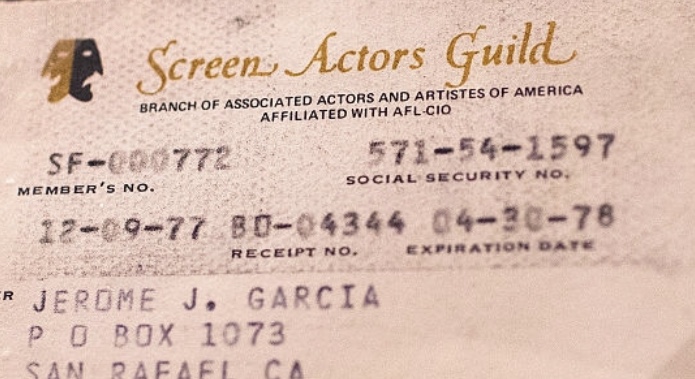 Screen Actors Guild
BRANCH OF ASSOCIATED ACTORS AND ARTISTES OF AMERICA
AFFILIATED WITH AFL-CIO
SF-000772 571-54-1597
MEMBER'S NO. SOCIAL SECURITY NO.
12-09-77 BD-04344 04-30-78
RECEIPT NO. EXPIRATION DATE
R JEROME J. GARCIA
P O BOX 1073
SAN RAFAEL CA